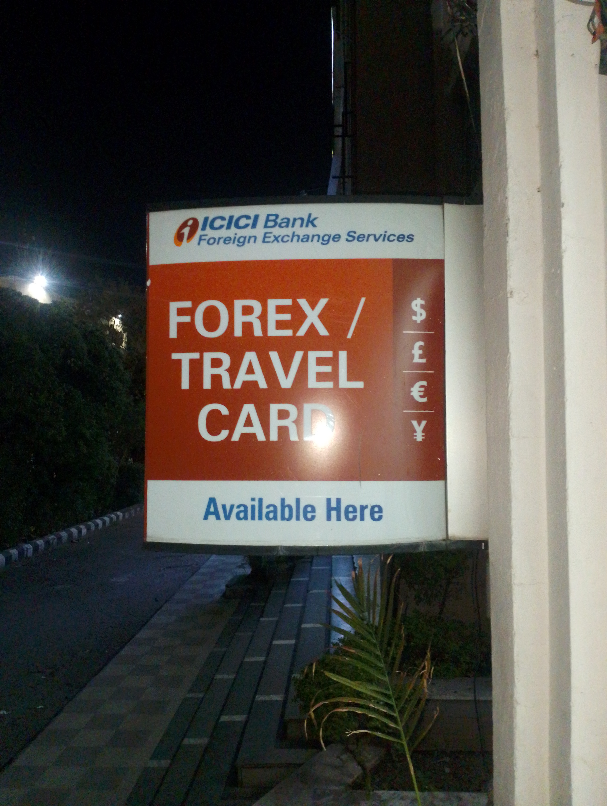 ICICI Bank
Foreign Exchange Services
FOREX /
TRAVEL
CARD
$
£
€
¥
Available Here